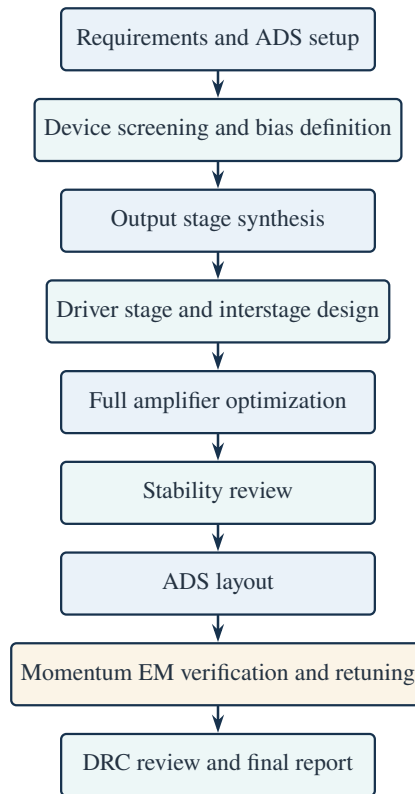 Requirements and ADS setup
Device screening and bias definition
Output stage synthesis
Driver stage and interstage design
Full amplifier optimization
Stability review
ADS layout
Momentum EM verification and retuning
DRC review and final report